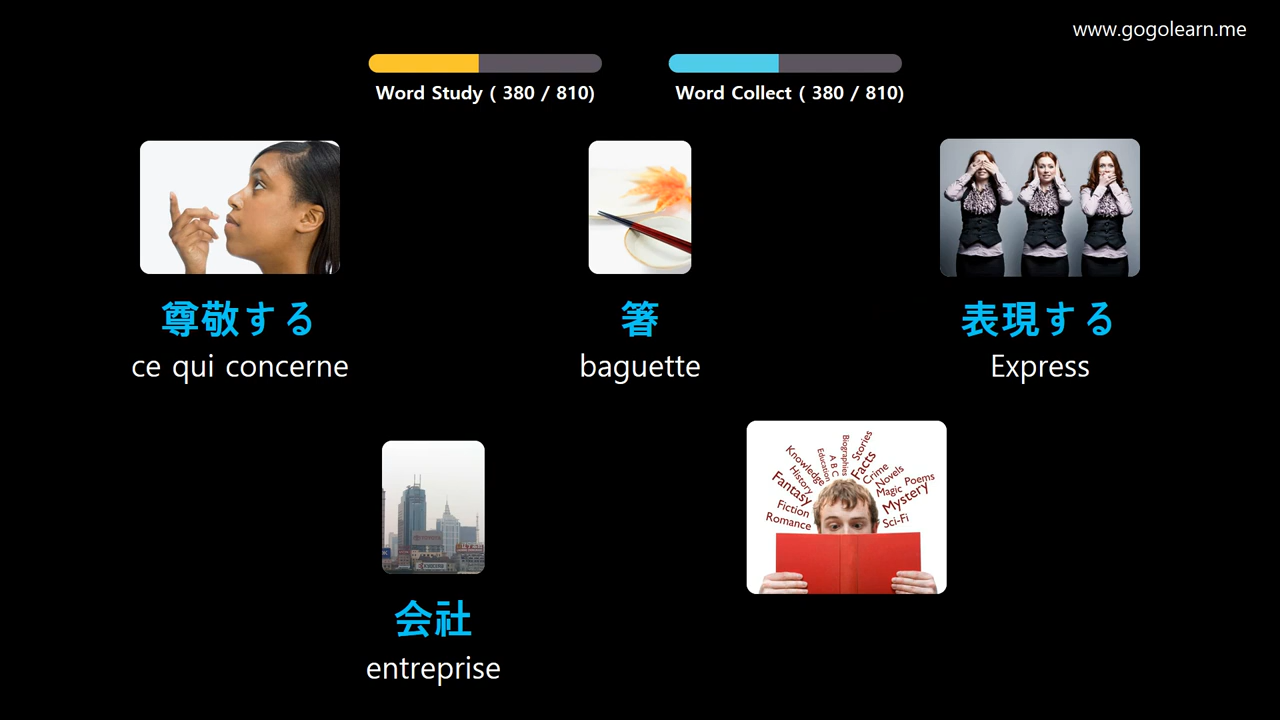 www.gogolearn.me
Word Study ( 380 / 810)
Word Collect ( 380 / 810)
尊敬する
ce qui concerne
箸
baguette
表現する
Express
会社
entreprise
Stories
Biographies
Facts
A B C
Education
Knowledge
Crime
Novels
History
Magic
Poems
Fantasy
Mystery
Fiction
Sci-Fi
Romance